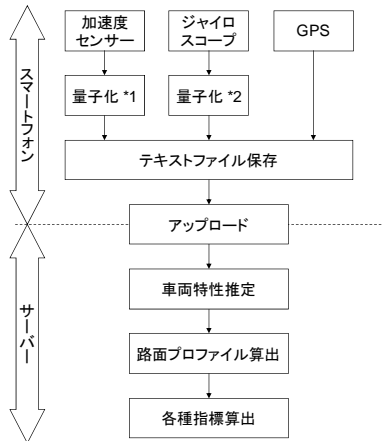 加速度
センサー
ジャイロ
スコープ
GPS
量子化 *1
量子化 *2
テキストファイル保存
アップロード
車両特性推定
路面プロファイル算出
各種指標算出
スマートフォン
サーバー